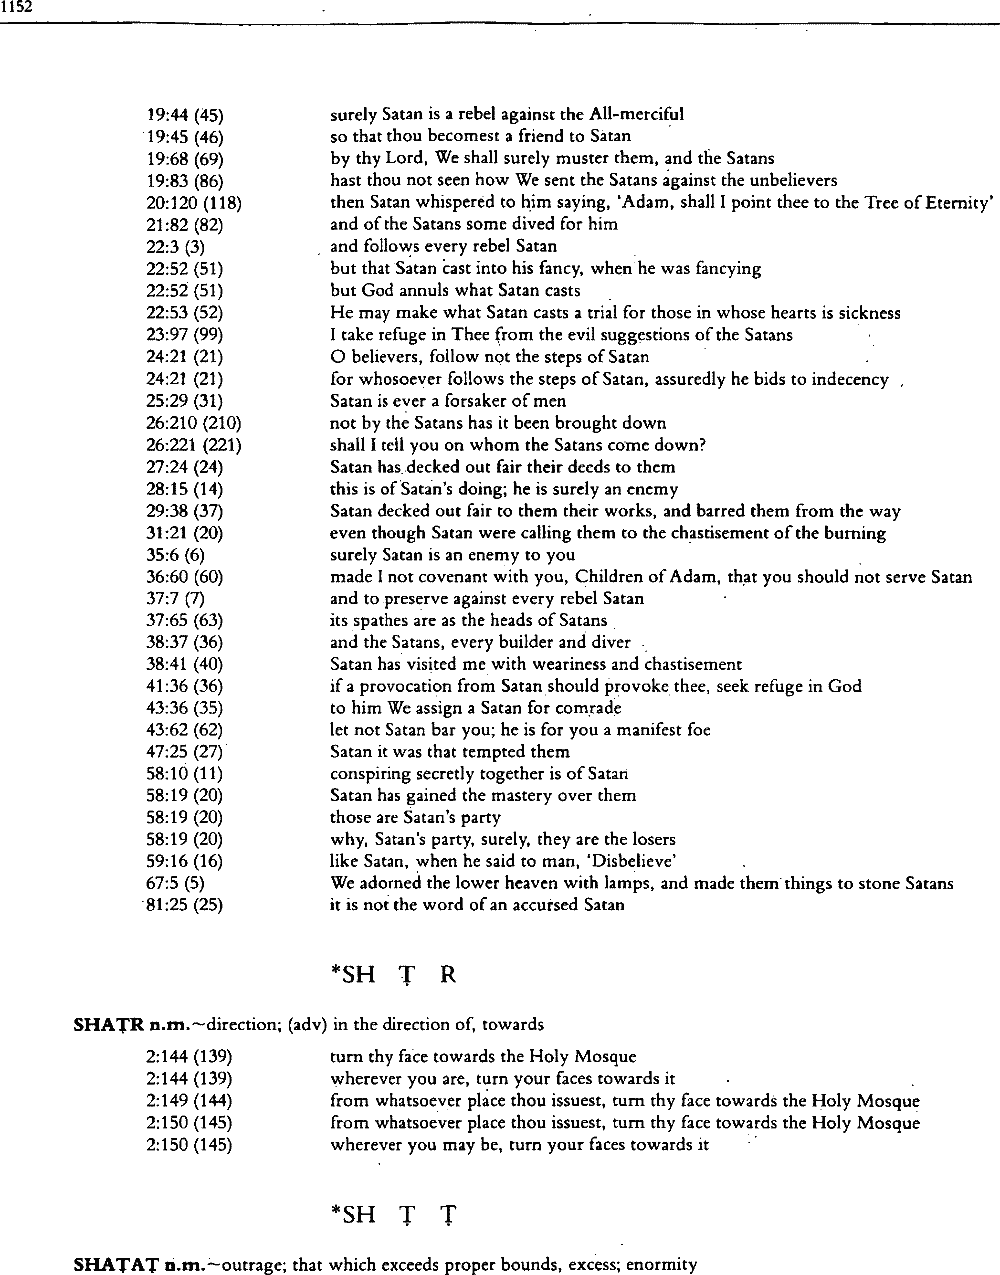 1152
19:44 (45) surely Satan is a rebel against the All-merciful
19:45 (46) so that thou becomest a friend to Satan
19:68 (69) by thy Lord, We shall surely muster them, and the Satans
19:83 (86) hast thou not seen how We sent the Satans against the unbelievers
20:120 (118) then Satan whispered to him saying, 'Adam, shall I point thee to the Tree of Eternity'
21:82 (82) and of the Satans some dived for him
22:3 (3) and follows every rebel Satan
22:52 (51) but that Satan cast into his fancy, when he was fancying
22:52 (51) but God annuls what Satan casts
22:53 (52) He may make what Satan casts a trial for those in whose hearts is sickness
23:97 (99) I take refuge in Thee from the evil suggestions of the Satans
24:21 (21) O believers, follow not the steps of Satan
24:21 (21) for whosoever follows the steps of Satan, assuredly he bids to indecency
25:29 (31) Satan is ever a forsaker of men
26:210 (210) not by the Satans has it been brought down
26:221 (221) shall I tell you on whom the Satans come down?
27:24 (24) Satan has decked out fair their deeds to them
28:15 (14) this is of Satan's doing; he is surely an enemy
29:38 (37) Satan decked out fair to them their works, and barred them from the way
31:21 (20) even though Satan were calling them to the chastisement of the burning
35:6 (6) surely Satan is an enemy to you
36:60 (60) made I not covenant with you, Children of Adam, that you should not serve Satan
37:7 (7) and to preserve against every rebel Satan
37:65 (63) its spathes are as the heads of Satans
38:37 (36) and the Satans, every builder and diver
38:41 (40) Satan has visited me with weariness and chastisement
41:36 (36) if a provocation from Satan should provoke thee, seek refuge in God
43:36 (35) to him We assign a Satan for comrade
43:62 (62) let not Satan bar you; he is for you a manifest foe
47:25 (27) Satan it was that tempted them
58:10 (11) conspiring secretly together is of Satan
58:19 (20) Satan has gained the mastery over them
58:19 (20) those are Satan's party
58:19 (20) why, Satan's party, surely, they are the losers
59:16 (16) like Satan, when he said to man, 'Disbelieve'
67:5 (5) We adorned the lower heaven with lamps, and made them things to stone Satans
81:25 (25) it is not the word of an accursed Satan
*SH Ṭ R
SHAṬR n.m.~direction; (adv) in the direction of, towards
2:144 (139) turn thy face towards the Holy Mosque
2:144 (139) wherever you are, turn your faces towards it
2:149 (144) from whatsoever place thou issuest, turn thy face towards the Holy Mosque
2:150 (145) from whatsoever place thou issuest, turn thy face towards the Holy Mosque
2:150 (145) wherever you may be, turn your faces towards it
*SH Ṭ Ṭ
SHAṬAṬ n.m.~outrage; that which exceeds proper bounds, excess; enormity